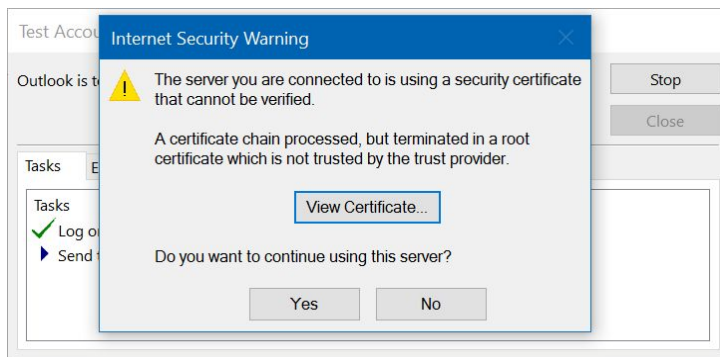 Test Accou
Internet Security Warning
Outlook is t
The server you are connected to is using a security certificate
that cannot be verified.
Stop
A certificate chain processed, but terminated in a root
certificate which is not trusted by the trust provider.
Close
Tasks E
Tasks
View Certificate...
Log o
Send t
Do you want to continue using this server?
Yes No